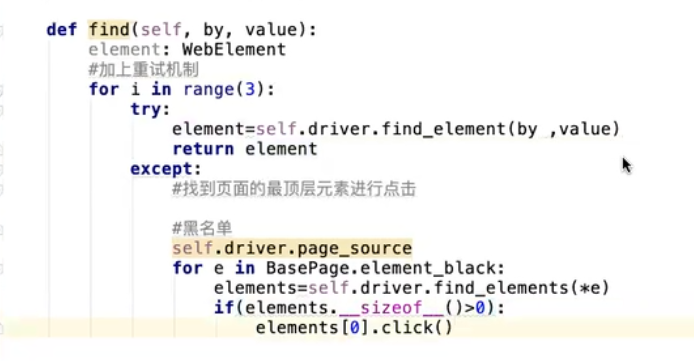 def find(self, by, value):
    element: WebElement
    #加上重试机制
    for i in range(3):
        try:
            element=self.driver.find_element(by ,value)
            return element
        except:
            #找到页面的最顶层元素进行点击
            #黑名单
            self.driver.page_source
            for e in BasePage.element_black:
                elements=self.driver.find_elements(*e)
                if(elements.__sizeof__()>0):
                    elements[0].click()